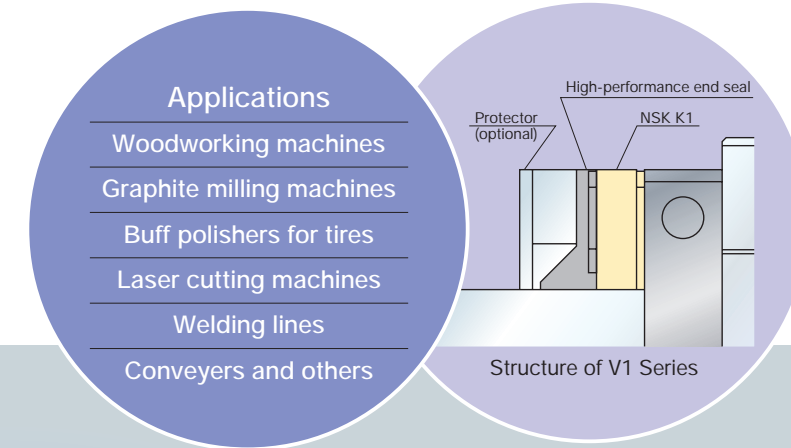 Applications
Woodworking machines
Graphite milling machines
Buff polishers for tires
Laser cutting machines
Welding lines
Conveyers and others
High-performance end seal
Protector
(optional)
NSK K1
Structure of V1 Series